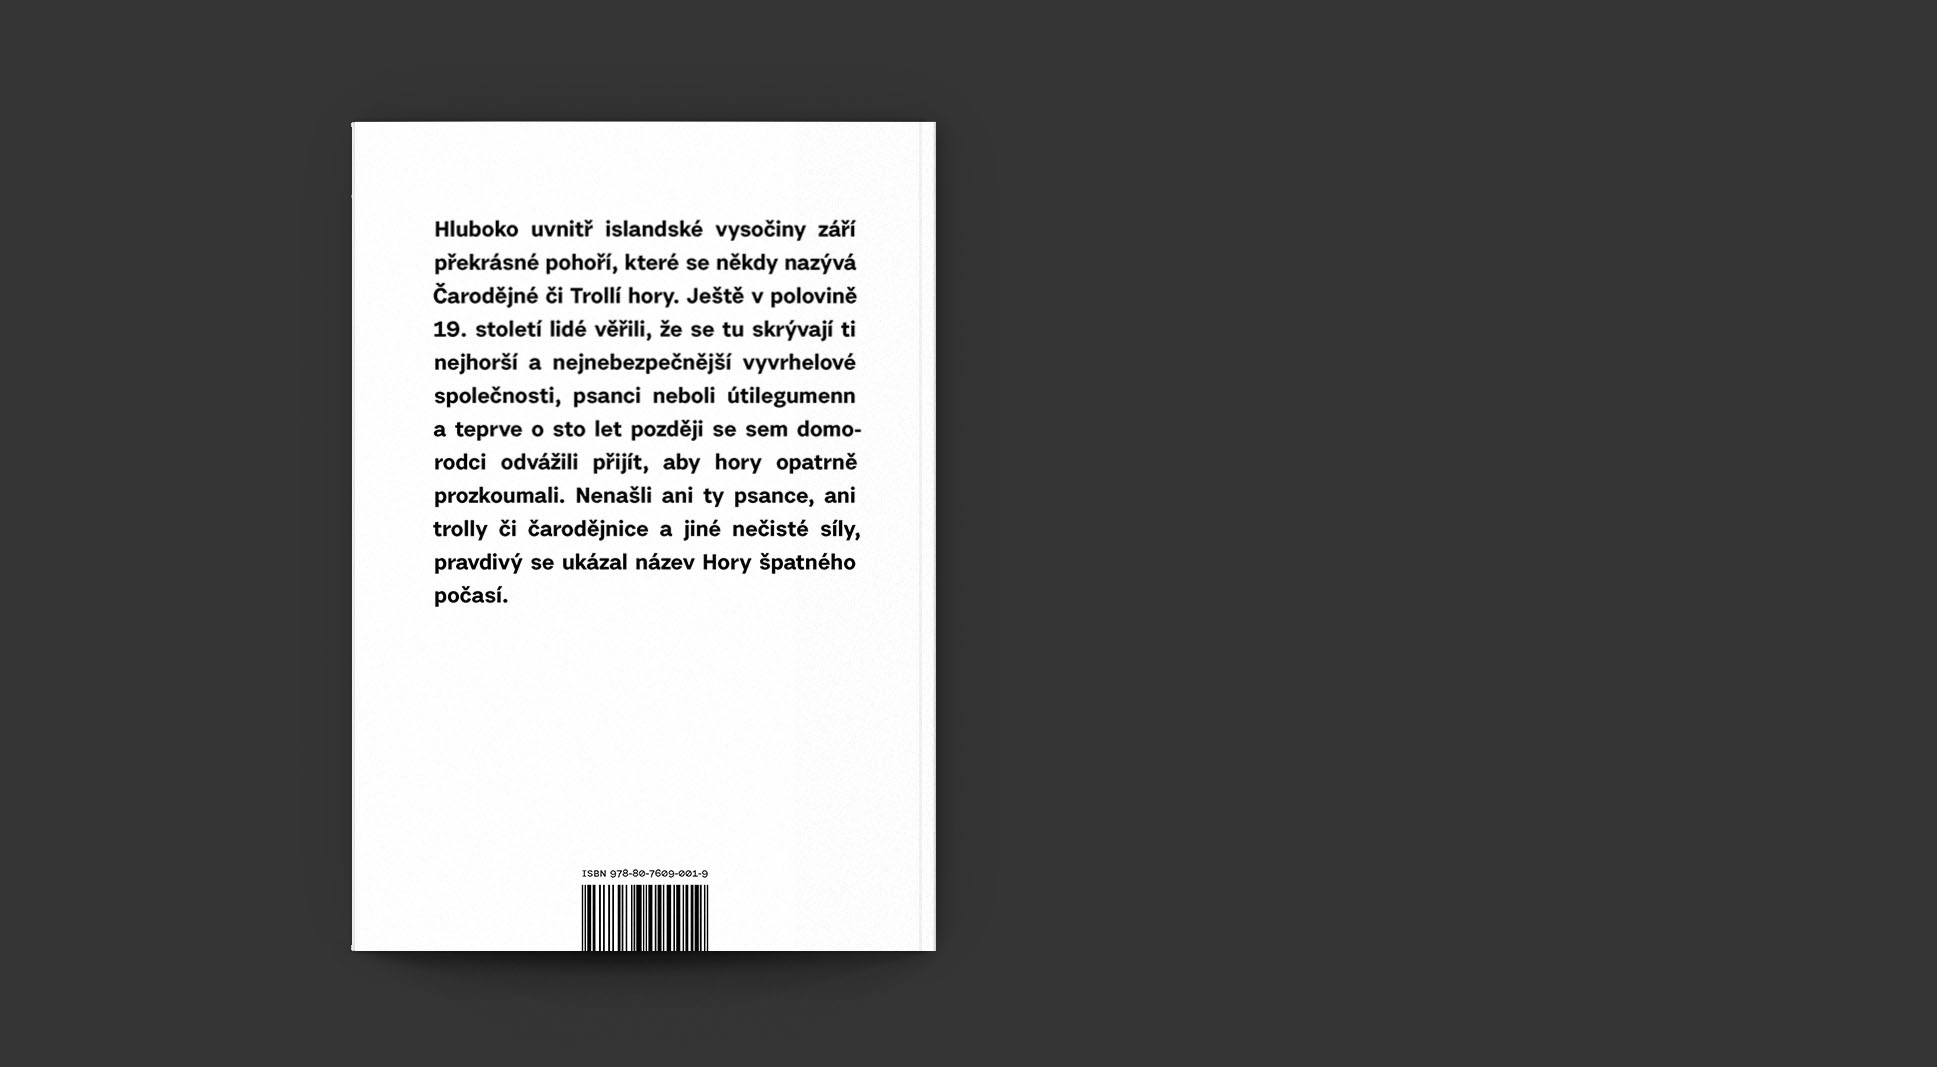 Hluboko uvnitř islandské vysočiny září
překrásné pohoří, které se někdy nazývá
Čarodějné či Trollí hory. Ještě v polovině
19. století lidé věřili, že se tu skrývají ti
nejhorší a nejnebezpečnější vyvrhelové
společnosti, psanci neboli útilegumenn
a teprve o sto let později se sem domo-
rodci odvážili přijít, aby hory opatrně
prozkoumali. Nenašli ani ty psance, ani
trolly či čarodějnice a jiné nečisté síly,
pravdivý se ukázal název Hory špatného
počasí.
ISBN 978-80-7609-001-9